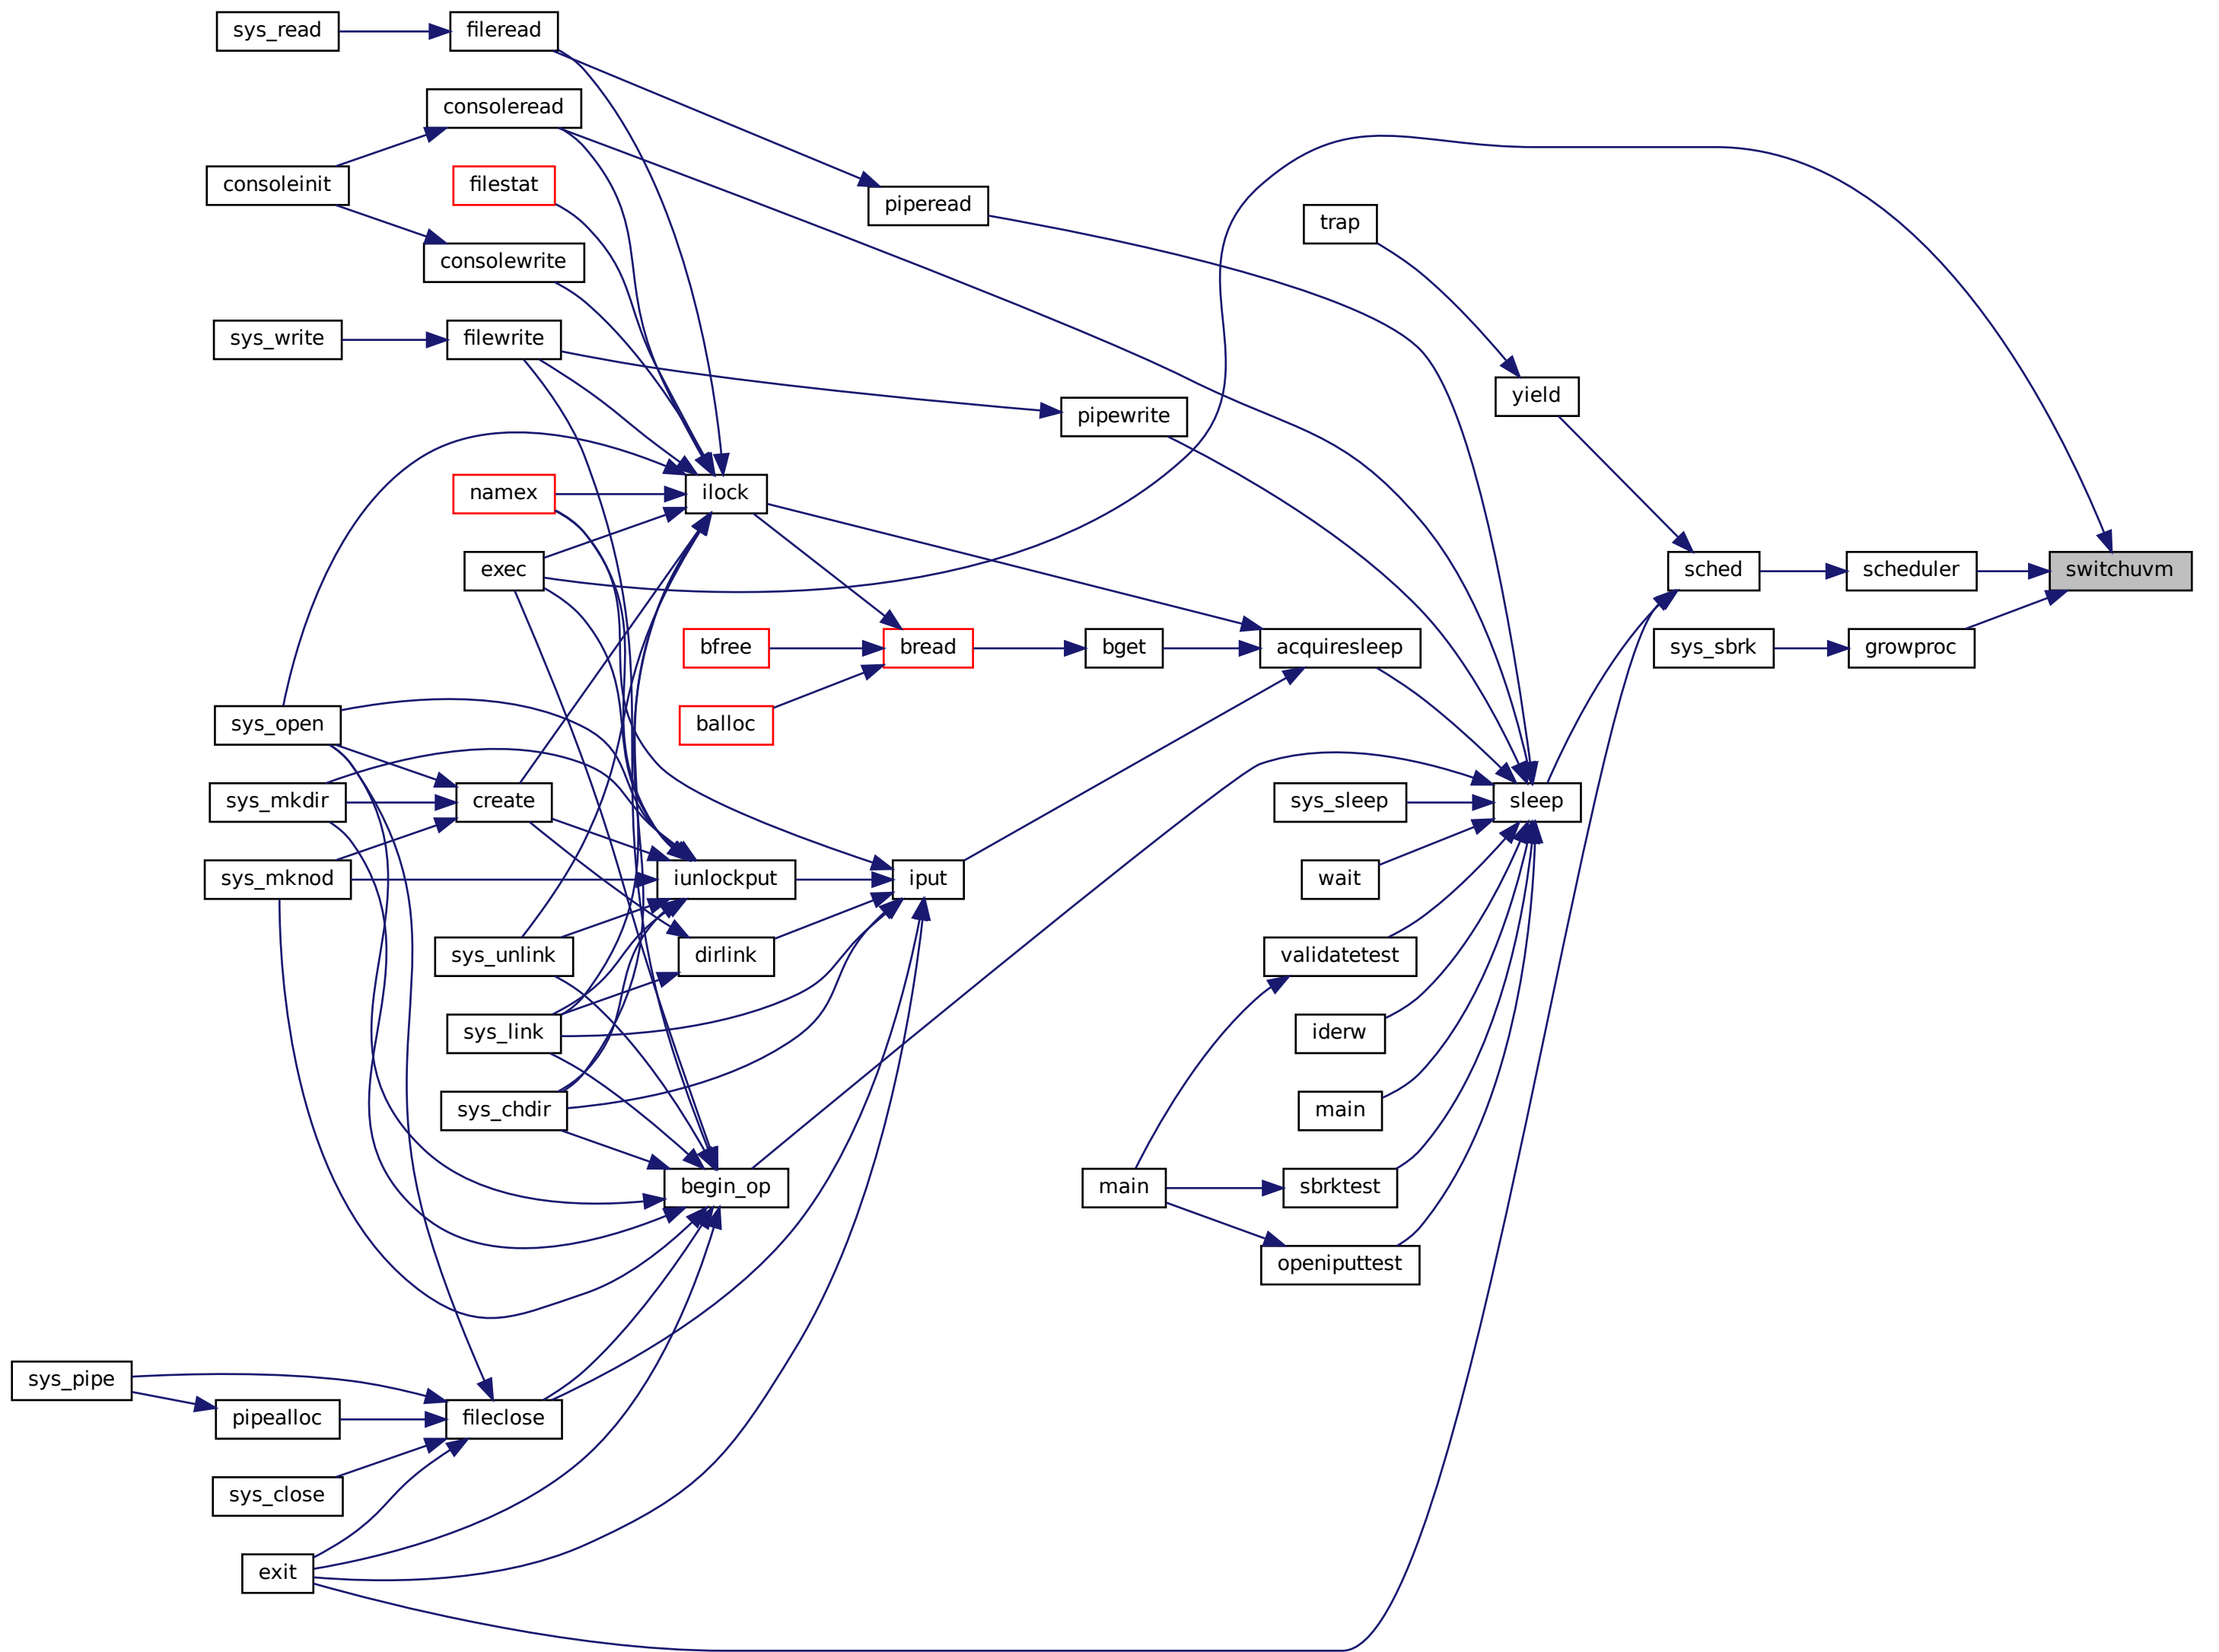 sys_read
fileread
consoleread
consoleinit
filestat
piperead
trap
consolewrite
sys_write
filewrite
yield
pipewrite
namex
ilock
exec
sched
scheduler
switchuvm
bfree
bread
bget
acquiresleep
sys_sbrk
growproc
sys_open
balloc
sys_mkdir
create
sys_sleep
sleep
sys_mknod
iunlockput
iput
wait
sys_unlink
dirlink
validatetest
sys_link
iderw
sys_chdir
main
begin_op
main
sbrktest
openiputtest
sys_pipe
pipealloc
fileclose
sys_close
exit